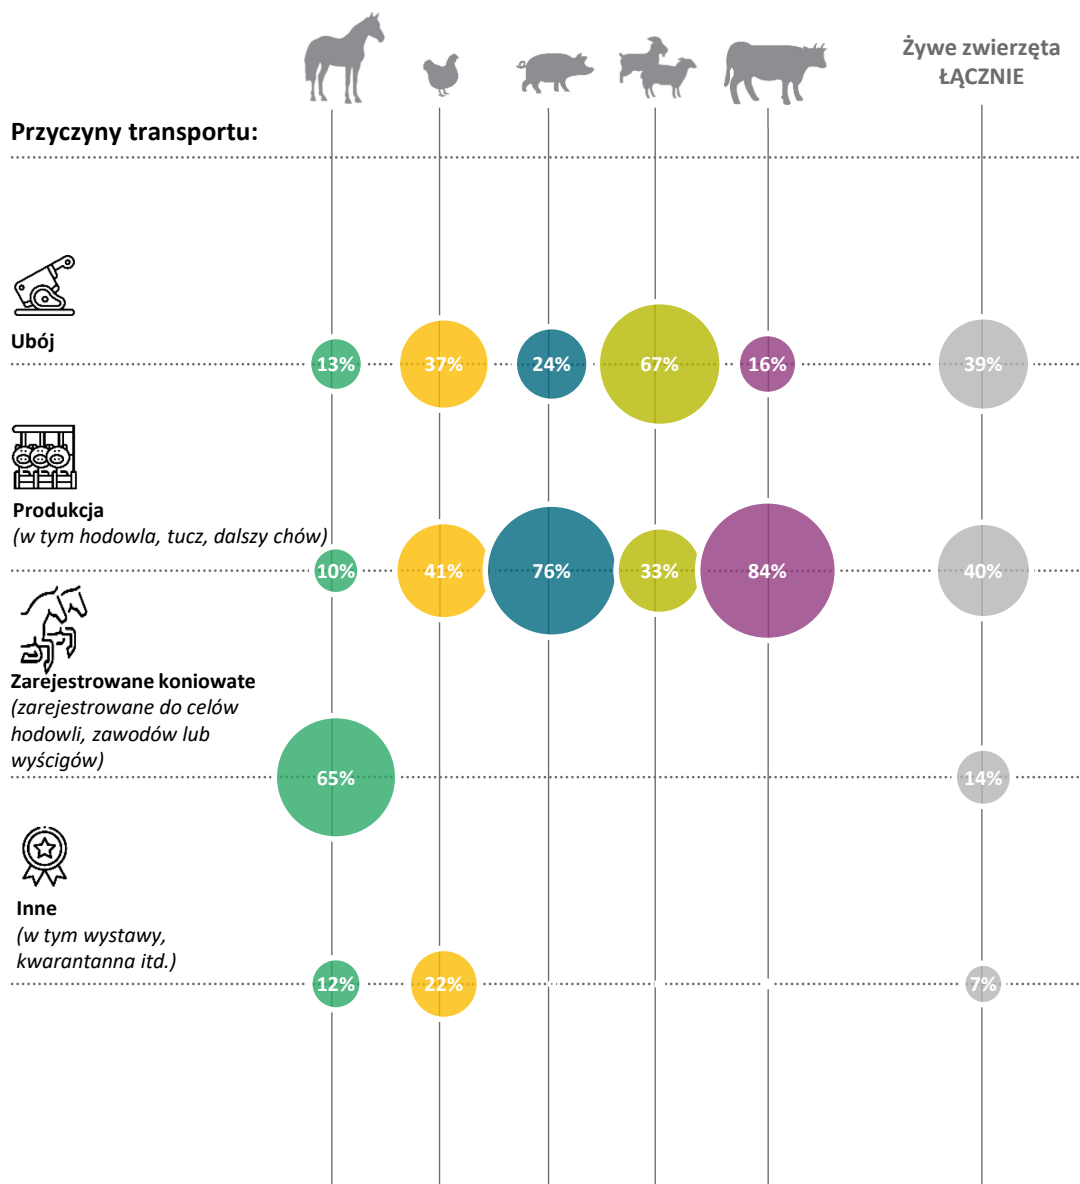 Żywe zwierzęta
ŁĄCZNIE
Przyczyny transportu:
Ubój
13% 37% 24% 67% 16% 39%
Produkcja
(w tym hodowla, tucz, dalszy chów)
10% 41% 76% 33% 84% 40%
Zarejestrowane koniowate
(zarejestrowane do celów
hodowli, zawodów lub
wyścigów)
65% 14%
Inne
(w tym wystawy,
kwarantanna itd.)
12% 22% 7%